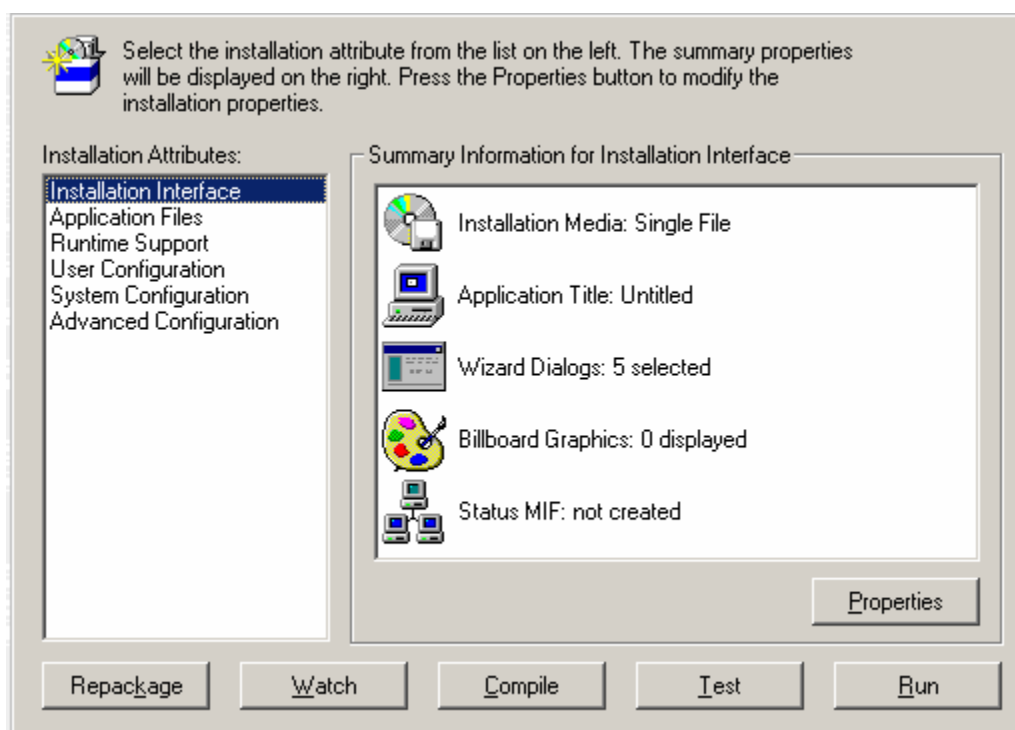 Select the installation attribute from the list on the left. The summary properties
will be displayed on the right. Press the Properties button to modify the
installation properties.
Installation Attributes:
Installation Interface
Application Files
Runtime Support
User Configuration
System Configuration
Advanced Configuration
Summary Information for Installation Interface
Installation Media: Single File
Application Title: Untitled
Wizard Dialogs: 5 selected
Billboard Graphics: 0 displayed
Status MIF: not created
Properties
Repackage
Watch
Compile
Test
Run